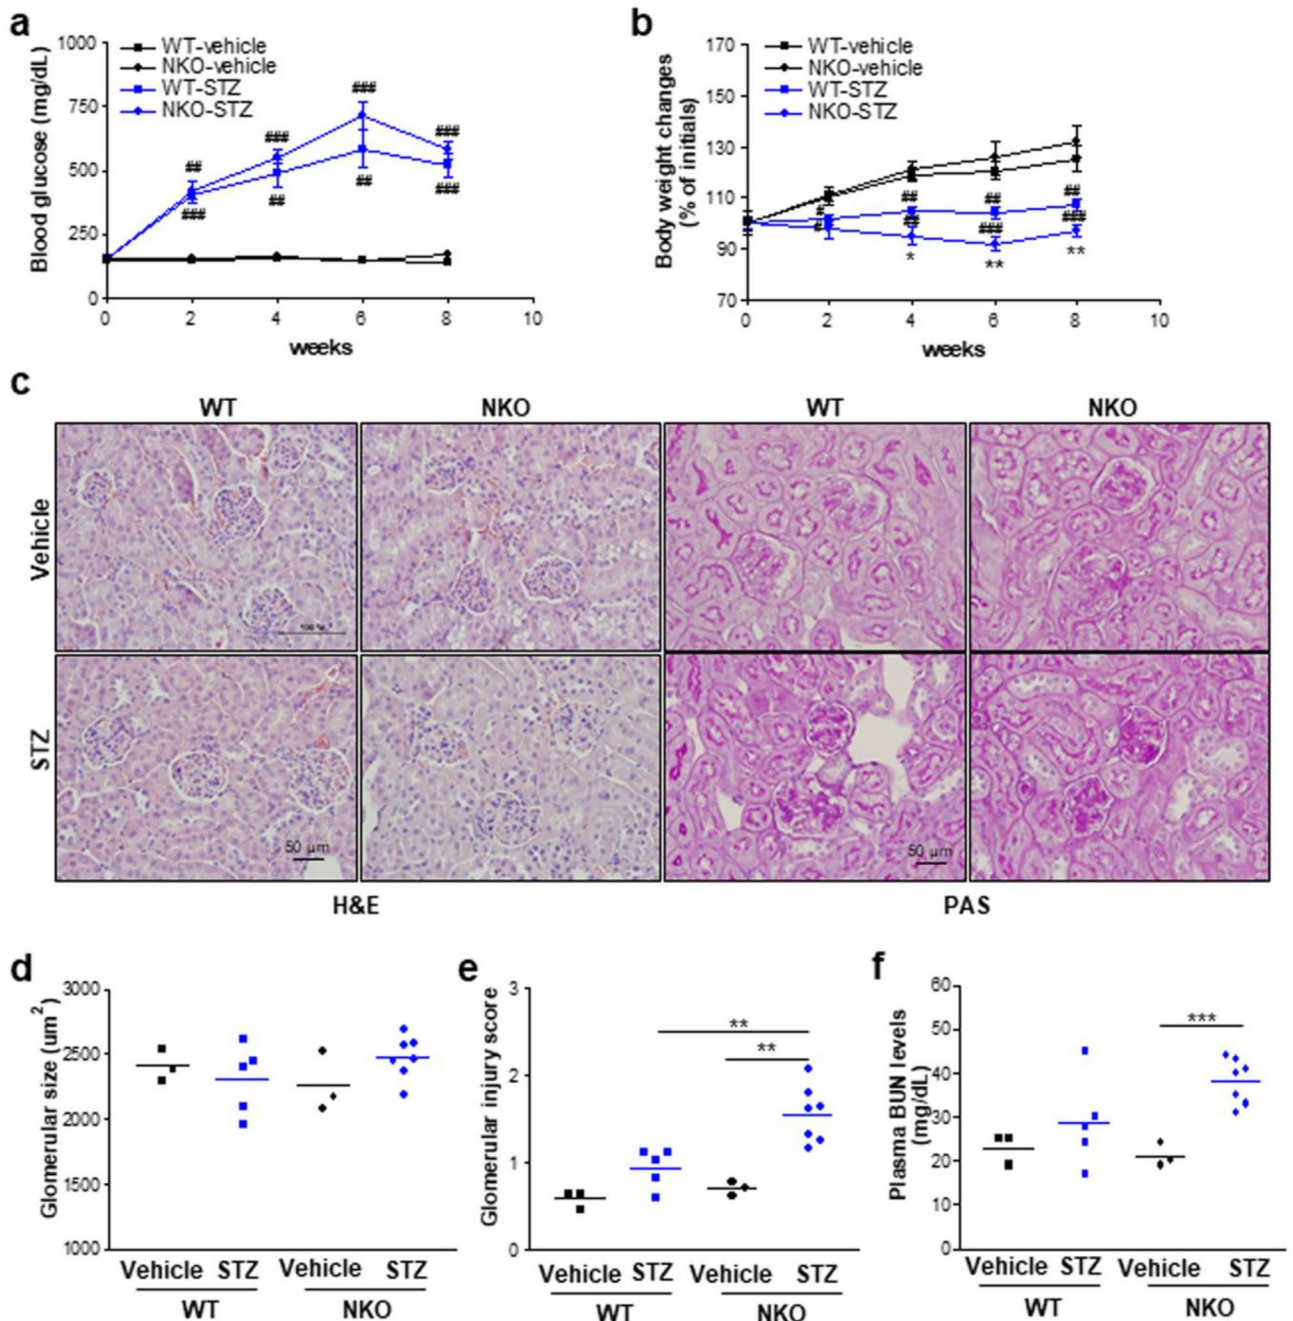 a
Blood glucose (mg/dL)
1000
750
500
250
0
WT-vehicle
NKO-vehicle
WT-STZ
NKO-STZ
##
###
###
##
###
##
###
###
0 2 4 6 8 10
weeks
b
Body weight changes
(% of initials)
170
150
130
110
90
70
WT-vehicle
NKO-vehicle
WT-STZ
NKO-STZ
#
#
##
##
*
##
###
**
##
###
**
0 2 4 6 8 10
weeks
c
WT NKO WT NKO
Vehicle
STZ
50 µm
50 µm
H&E PAS
d
Glomerular size (um²)
3000
2500
2000
1500
1000
Vehicle STZ Vehicle STZ
WT NKO
e
Glomerular injury score
3
2
1
0
**
**
Vehicle STZ Vehicle STZ
WT NKO
f
Plasma BUN levels
(mg/dL)
60
50
40
30
20
10
0
***
Vehicle STZ Vehicle STZ
WT NKO